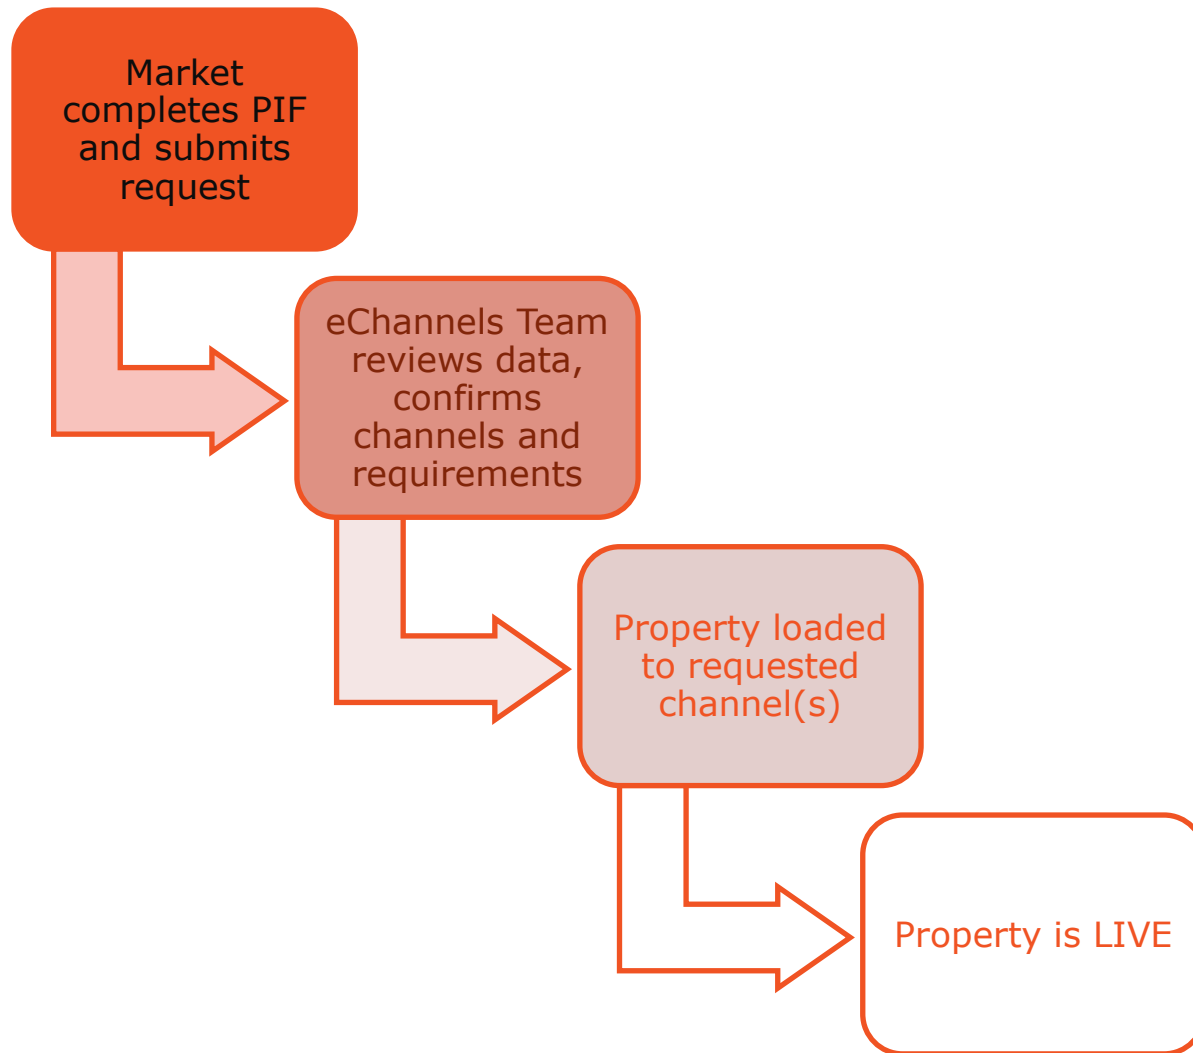 Market
completes PIF
and submits
request
eChannels Team
reviews data,
confirms
channels and
requirements
Property loaded
to requested
channel(s)
Property is LIVE